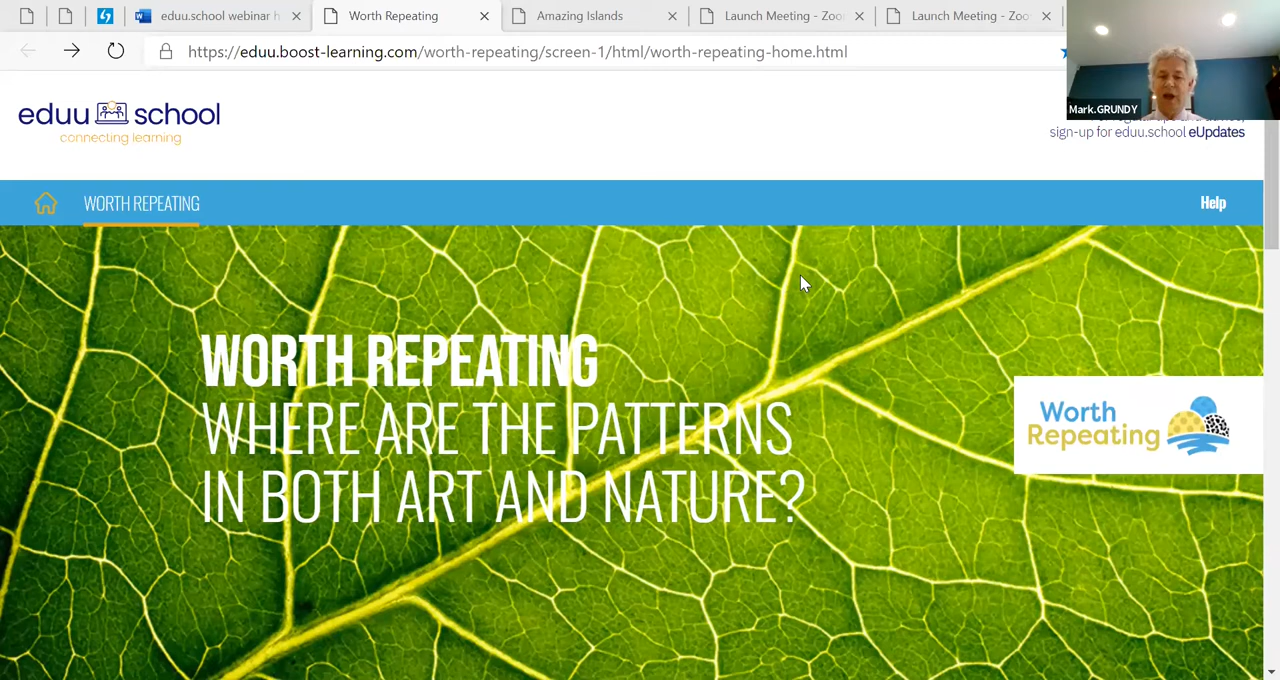 eduu.school webinar h
Worth Repeating
Amazing Islands
Launch Meeting - Zoo
Launch Meeting - Zoo
https://eduu.boost-learning.com/worth-repeating/screen-1/html/worth-repeating-home.html
Mark.GRUNDY
eduu school
connecting learning
sign-up for eduu.school eUpdates
WORTH REPEATING
Help
WORTH REPEATING
WHERE ARE THE PATTERNS
IN BOTH ART AND NATURE?
Worth
Repeating